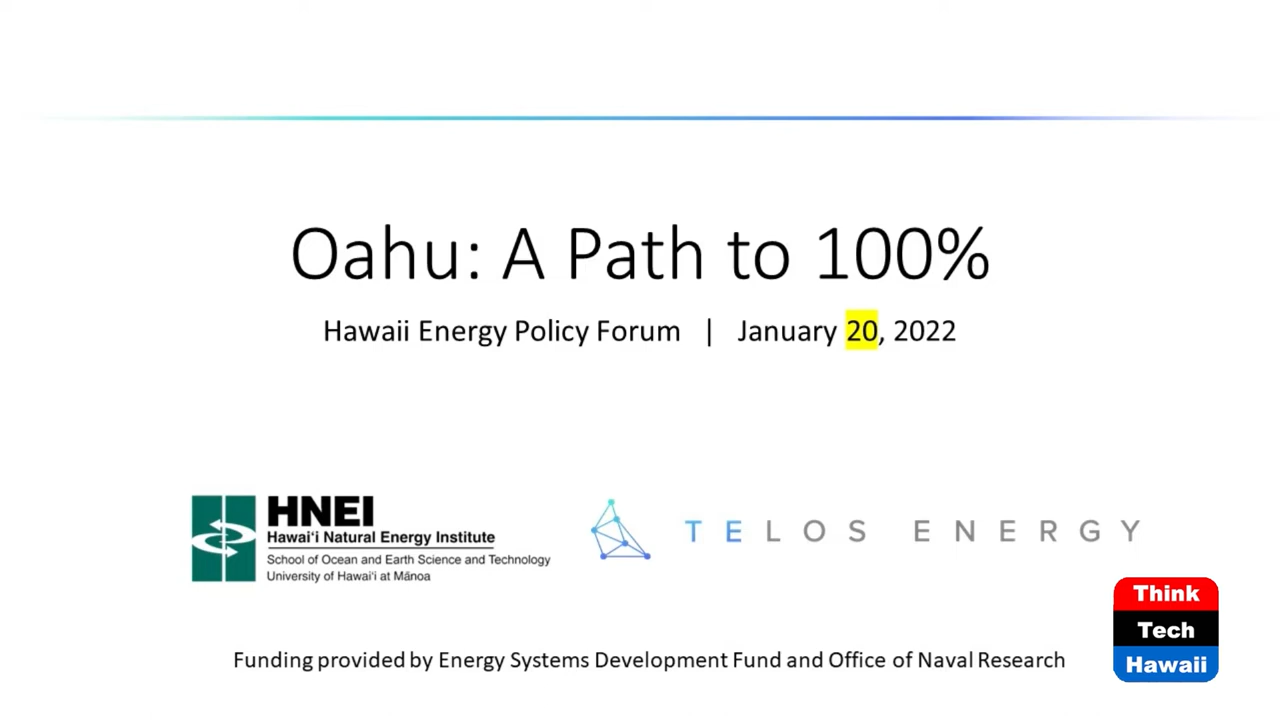 Oahu: A Path to 100%
Hawaii Energy Policy Forum | January 20, 2022
HNEI
Hawaiʻi Natural Energy Institute
School of Ocean and Earth Science and Technology
University of Hawaiʻi at Mānoa
TELOS ENERGY
Think
Tech
Hawaii
Funding provided by Energy Systems Development Fund and Office of Naval Research